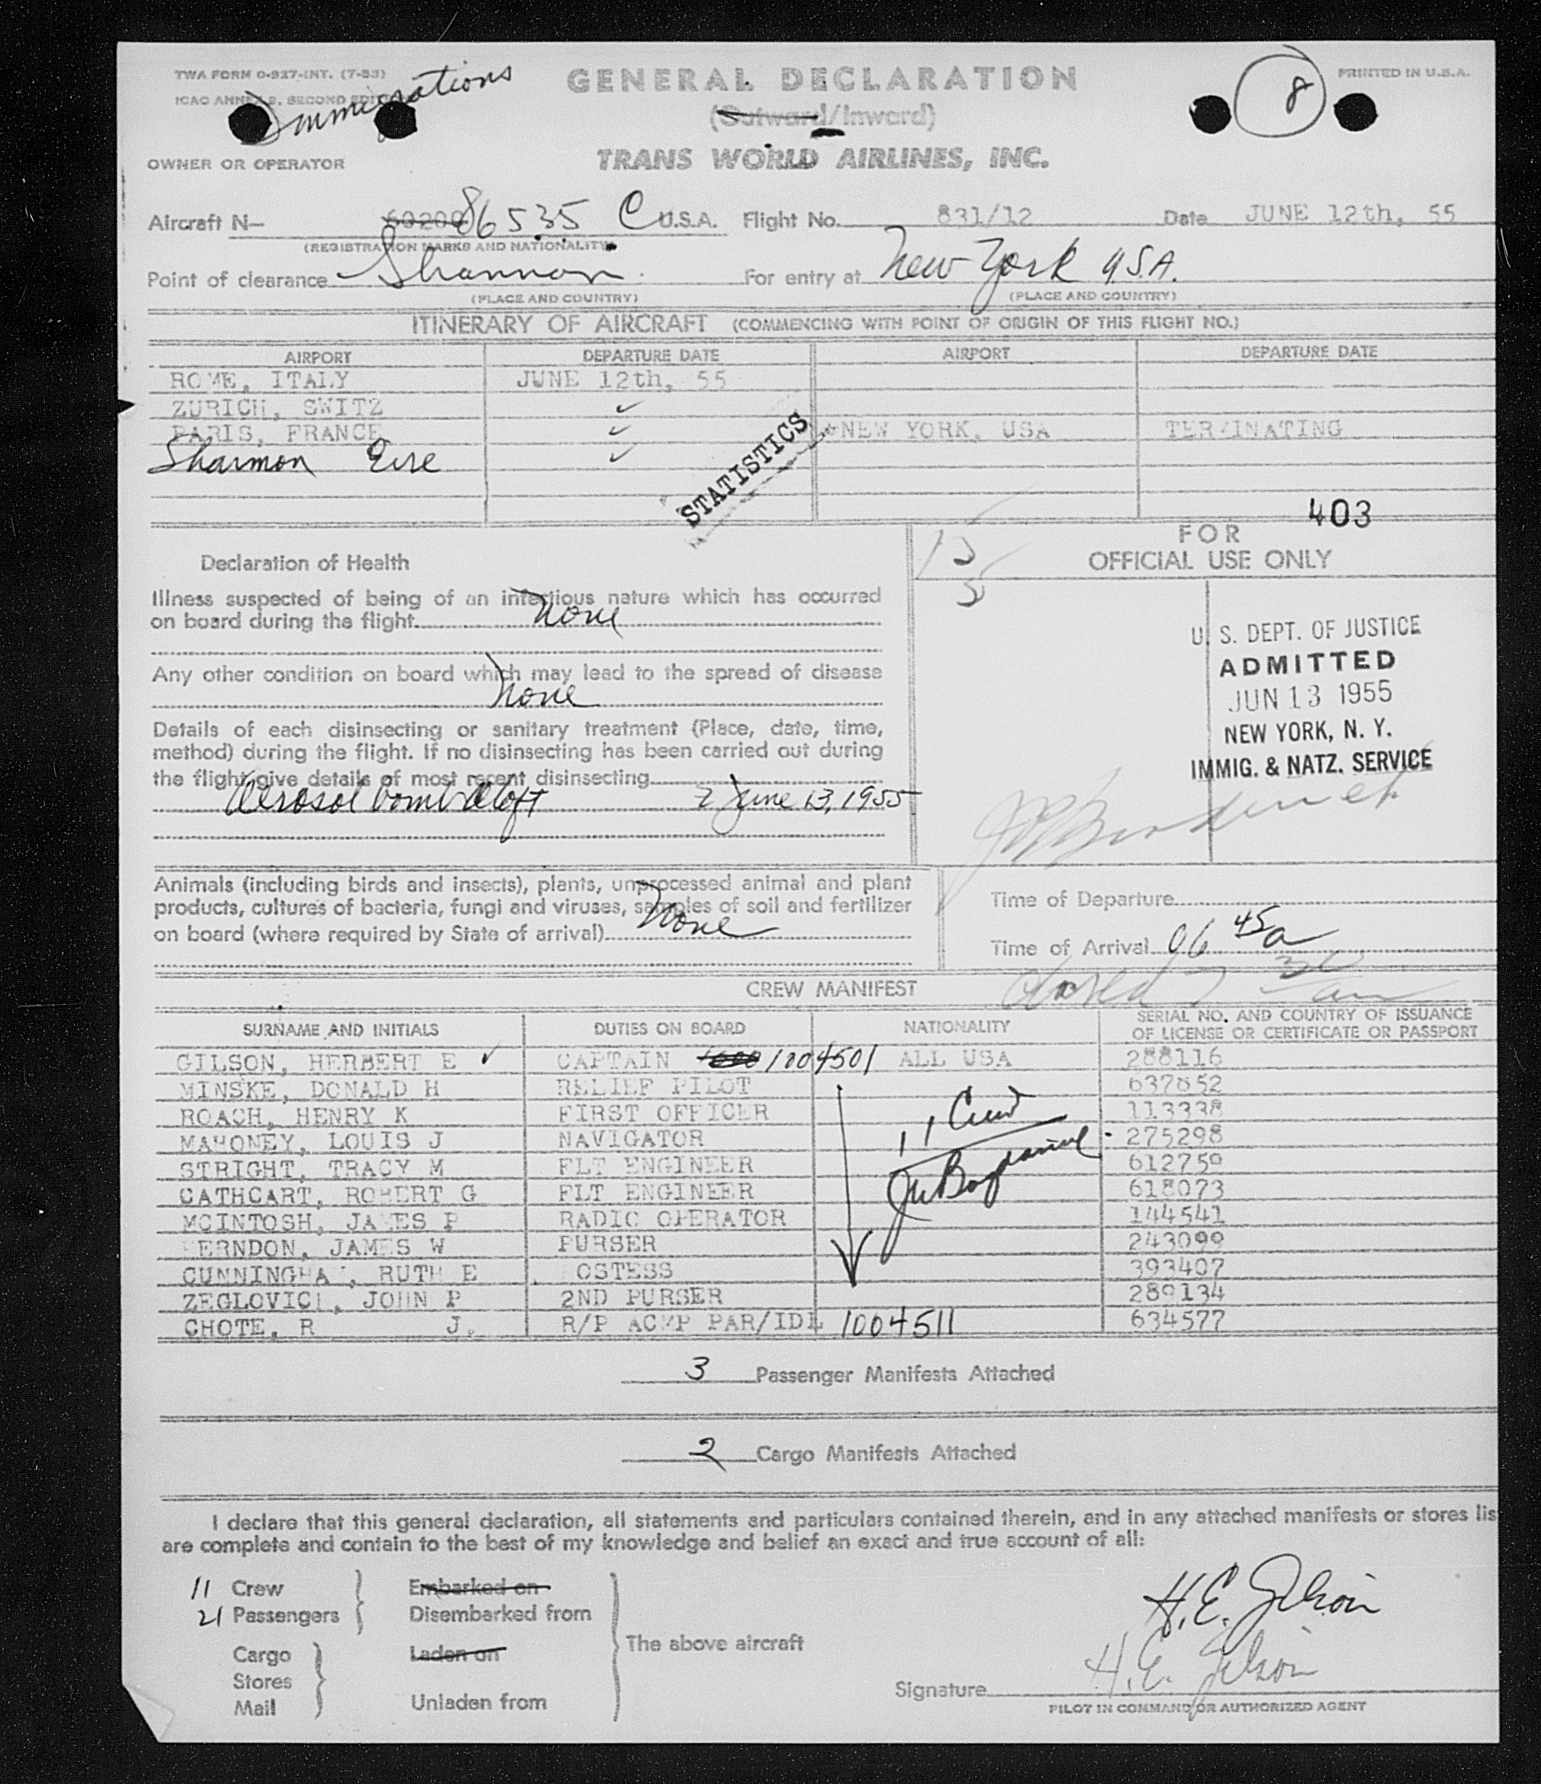 TWA FORM 0-927-INT. (7-53)
ICAO ANNEX 9, SECOND EDITION
Immigrations
GENERAL DECLARATION
(Outward/Inward)
8
PRINTED IN U.S.A.
OWNER OR OPERATOR
TRANS WORLD AIRLINES, INC.
Aircraft N— 60200 86535 C U.S.A. Flight No. 831/12 Date JUNE 12th, 55
(REGISTRATION MARKS AND NATIONALITY)
Point of clearance Shannon For entry at New York U.S.A.
(PLACE AND COUNTRY) (PLACE AND COUNTRY)
ITINERARY OF AIRCRAFT (COMMENCING WITH POINT OF ORIGIN OF THIS FLIGHT NO.)
AIRPORT DEPARTURE DATE AIRPORT DEPARTURE DATE
ROME, ITALY JUNE 12th, 55
ZURICH, SWITZ ✓
PARIS, FRANCE ✓ NEW YORK, USA TERMINATING
Shannon Eire ✓
STATISTICS
403
FOR
OFFICIAL USE ONLY
15
5
Declaration of Health
Illness suspected of being of an infectious nature which has occurred
on board during the flight None
Any other condition on board which may lead to the spread of disease
None
Details of each disinsecting or sanitary treatment (Place, date, time,
method) during the flight. If no disinsecting has been carried out during
the flight give details of most recent disinsecting
Aerosol bomb aloft June 13, 1955
U. S. DEPT. OF JUSTICE
ADMITTED
JUN 13 1955
NEW YORK, N. Y.
IMMIG. & NATZ. SERVICE
Animals (including birds and insects), plants, unprocessed animal and plant
products, cultures of bacteria, fungi and viruses, samples of soil and fertilizer
on board (where required by State of arrival) None
Time of Departure
Time of Arrival 06 45 a
CREW MANIFEST
SURNAME AND INITIALS DUTIES ON BOARD NATIONALITY SERIAL NO. AND COUNTRY OF ISSUANCE
OF LICENSE OR CERTIFICATE OR PASSPORT
GILSON, HERBERT E ✓ CAPTAIN 1004501 ALL USA 288116
MINSKE, DONALD H RELIEF PILOT 637852
ROACH, HENRY K FIRST OFFICER 113338
MAHONEY, LOUIS J NAVIGATOR 275298
STRIGHT, TRACY M FLT ENGINEER 612759
CATHCART, ROBERT G FLT ENGINEER 618073
MCINTOSH, JAMES P RADIO OPERATOR 144541
HERNDON, JAMES W PURSER 243099
CUNNINGHAM, RUTH E HOSTESS 393407
ZEGLOVICH, JOHN P 2ND PURSER 289134
CHOTE, R J. R/P ACMP PAR/IDL 1004511 634577
11 Crew
3 Passenger Manifests Attached
2 Cargo Manifests Attached
I declare that this general declaration, all statements and particulars contained therein, and in any attached manifests or stores lis
are complete and contain to the best of my knowledge and belief an exact and true account of all:
11 Crew Embarked on
21 Passengers Disembarked from
Cargo Laden on
Stores
Mail Unladen from
The above aircraft
H.E. Gilson
H.E. Gilson
Signature
PILOT IN COMMAND OR AUTHORIZED AGENT